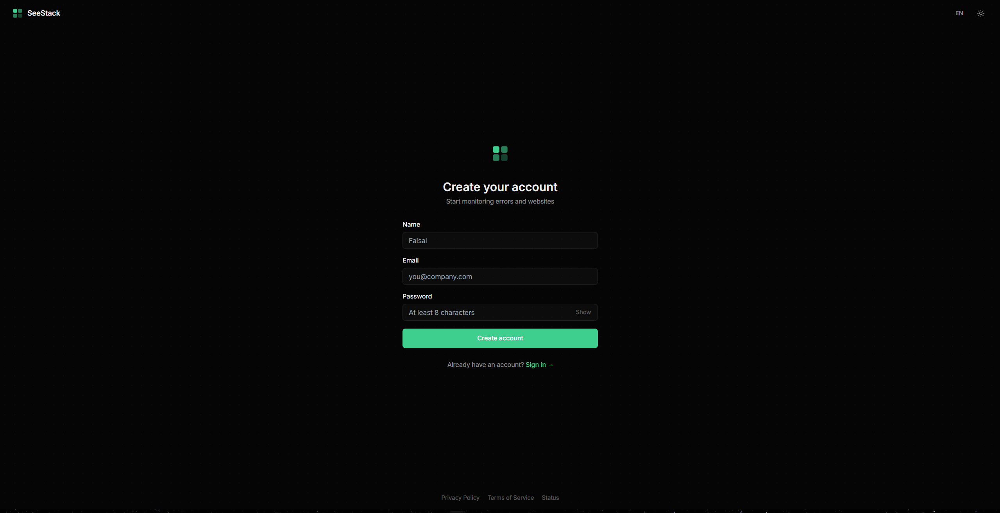 SeeStack
EN
Create your account
Start monitoring errors and websites
Name
Faisal
Email
you@company.com
Password
At least 8 characters
Show
Create account
Already have an account? Sign in →
Privacy Policy Terms of Service Status